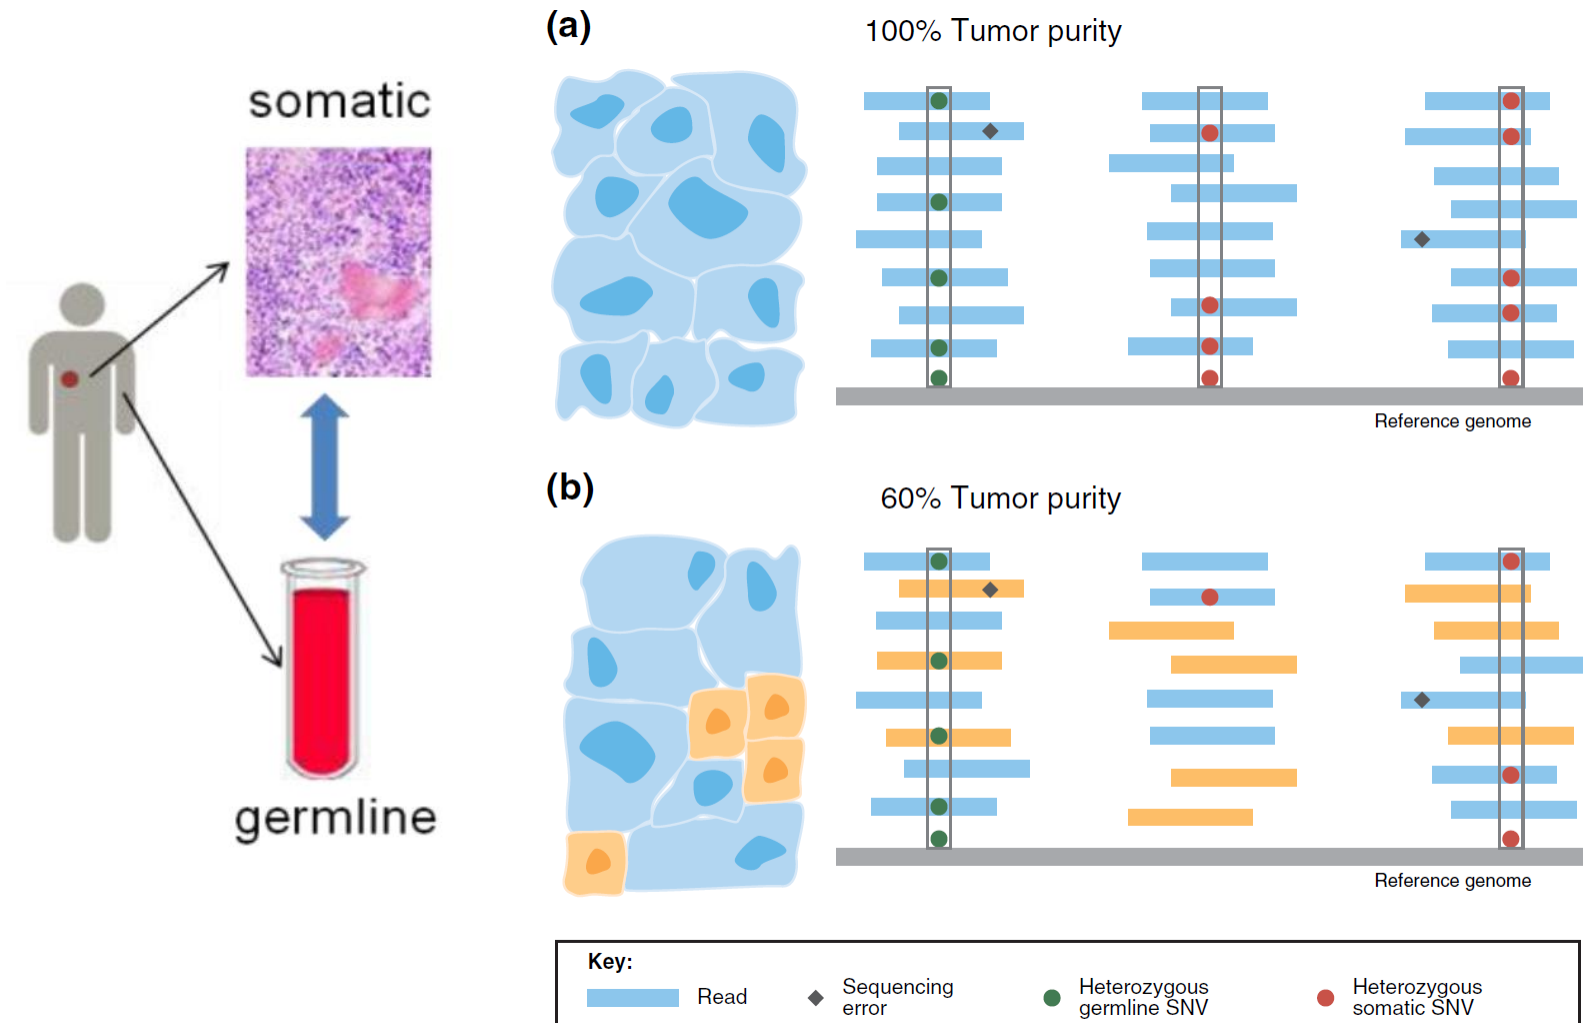 somatic
germline
(a)
100% Tumor purity
Reference genome
(b)
60% Tumor purity
Reference genome
Key:
Read
Sequencing
error
Heterozygous
germline SNV
Heterozygous
somatic SNV